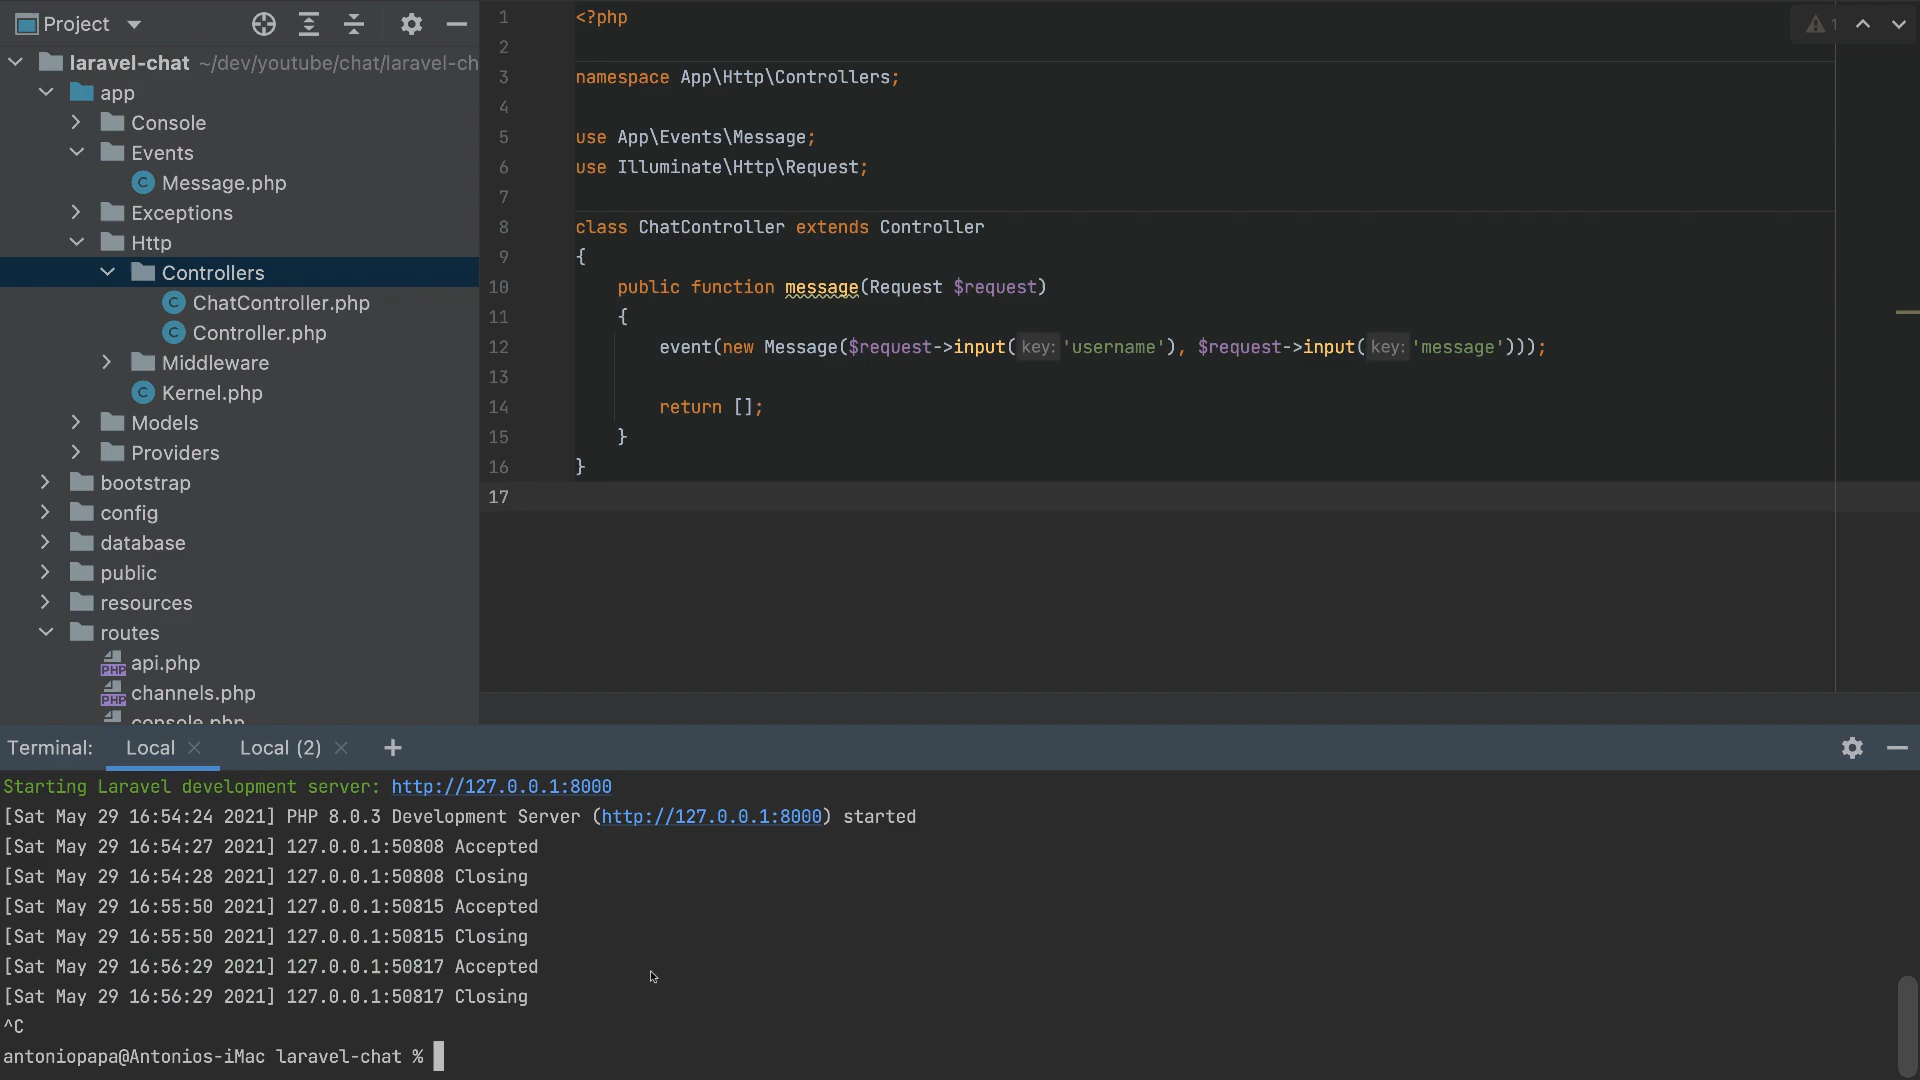 Project
laravel-chat ~/dev/youtube/chat/laravel-ch
app
Console
Events
Message.php
Exceptions
Http
Controllers
ChatController.php
Controller.php
Middleware
Kernel.php
Models
Providers
bootstrap
config
database
public
resources
routes
api.php
channels.php
console.php
1 <?php
2
3 namespace App\Http\Controllers;
4
5 use App\Events\Message;
6 use Illuminate\Http\Request;
7
8 class ChatController extends Controller
9 {
10 public function message(Request $request)
11 {
12 event(new Message($request->input( key: 'username'), $request->input( key: 'message')));
13
14 return [];
15 }
16 }
17
1
Terminal: Local Local (2)
Starting Laravel development server: http://127.0.0.1:8000
[Sat May 29 16:54:24 2021] PHP 8.0.3 Development Server (http://127.0.0.1:8000) started
[Sat May 29 16:54:27 2021] 127.0.0.1:50808 Accepted
[Sat May 29 16:54:28 2021] 127.0.0.1:50808 Closing
[Sat May 29 16:55:50 2021] 127.0.0.1:50815 Accepted
[Sat May 29 16:55:50 2021] 127.0.0.1:50815 Closing
[Sat May 29 16:56:29 2021] 127.0.0.1:50817 Accepted
[Sat May 29 16:56:29 2021] 127.0.0.1:50817 Closing
^C
antoniopapa@Antonios-iMac laravel-chat %